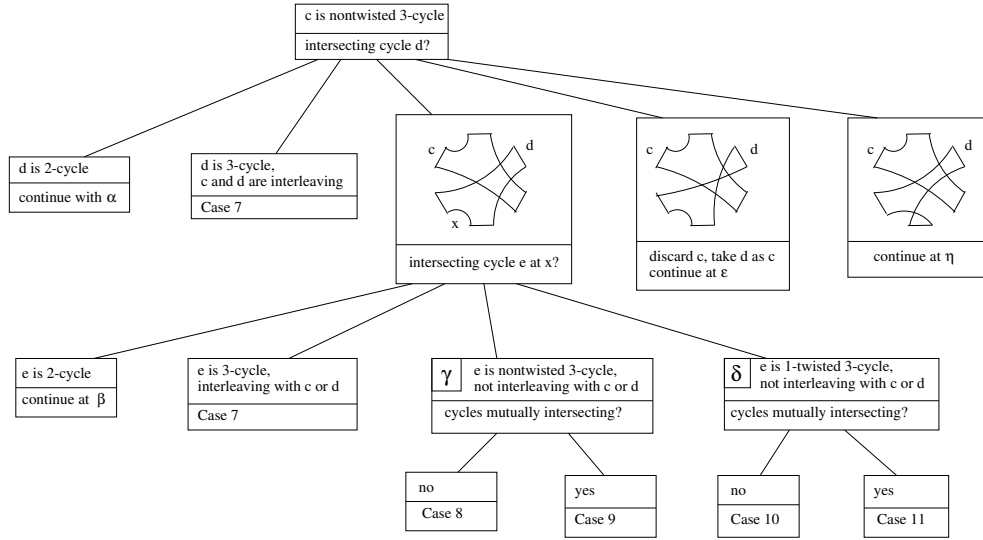 c is nontwisted 3-cycle
intersecting cycle d?
d is 2-cycle
continue with α
d is 3-cycle,
c and d are interleaving
Case 7
c
d
x
intersecting cycle e at x?
c
d
discard c, take d as c
continue at ε
c
d
continue at η
e is 2-cycle
continue at β
e is 3-cycle,
interleaving with c or d
Case 7
γ
e is nontwisted 3-cycle,
not interleaving with c or d
cycles mutually intersecting?
δ
e is 1-twisted 3-cycle,
not interleaving with c or d
cycles mutually intersecting?
no
Case 8
yes
Case 9
no
Case 10
yes
Case 11